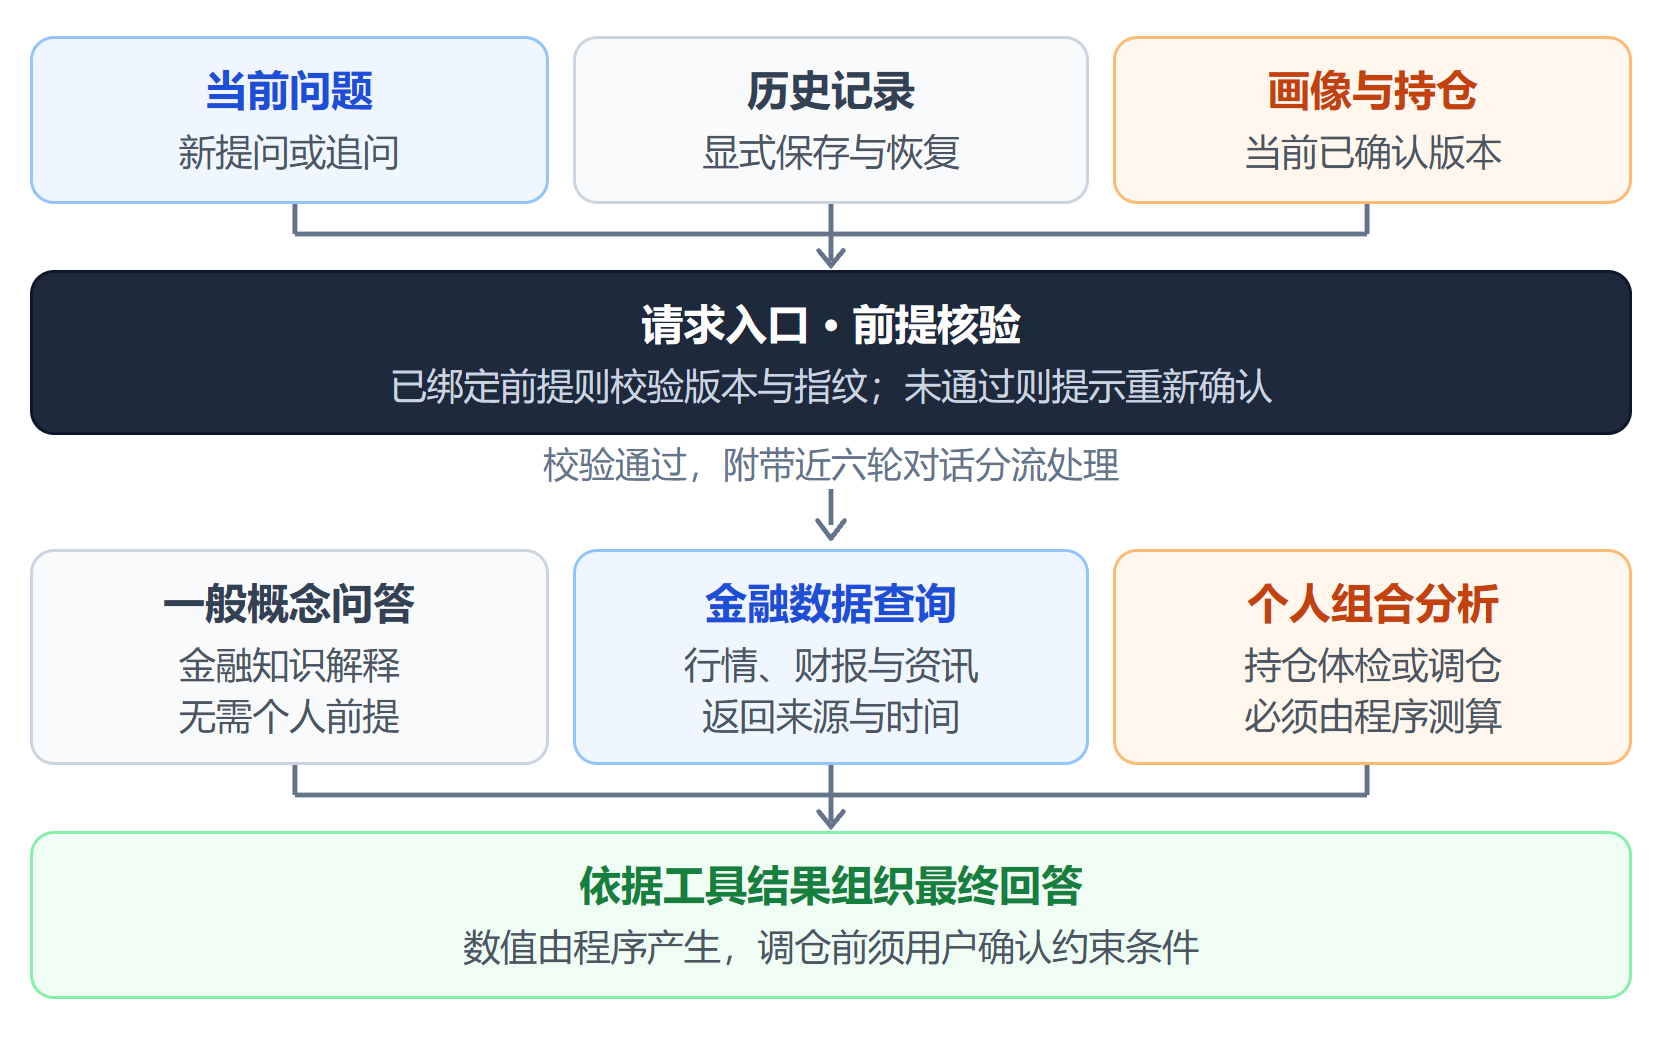 当前问题
新提问或追问
历史记录
显式保存与恢复
画像与持仓
当前已确认版本
请求入口·前提核验
已绑定前提则校验版本与指纹；未通过则提示重新确认
校验通过，附带近六轮对话分流处理
一般概念问答
金融知识解释
无需个人前提
金融数据查询
行情、财报与资讯
返回来源与时间
个人组合分析
持仓体检或调仓
必须由程序测算
依据工具结果组织最终回答
数值由程序产生，调仓前须用户确认约束条件